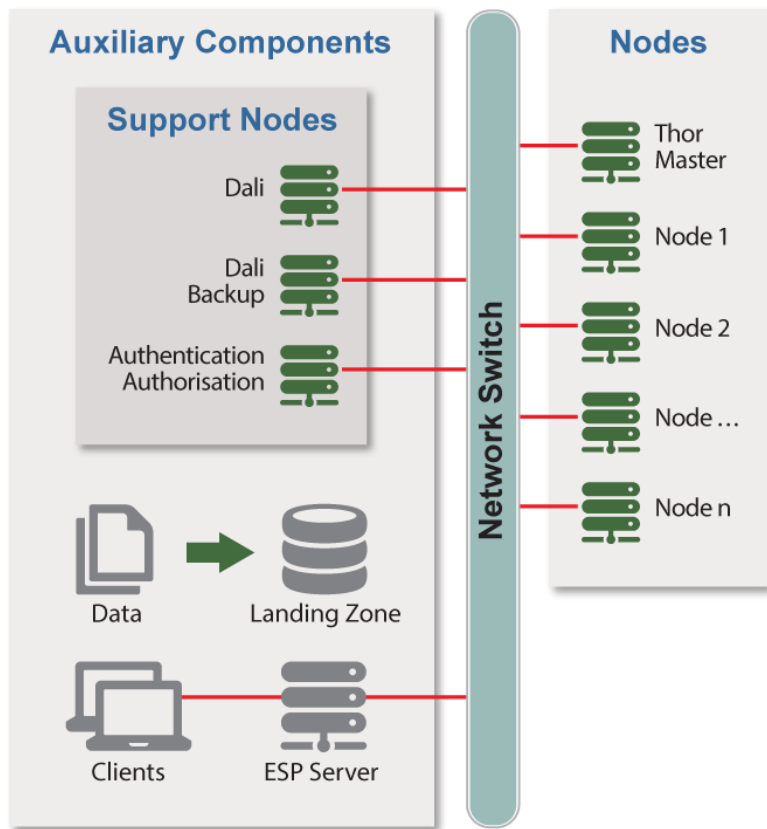 Auxiliary Components
Support Nodes
Dali
Dali
Backup
Authentication
Authorisation
Data
Landing Zone
Clients
ESP Server
Network Switch
Nodes
Thor
Master
Node 1
Node 2
Node ...
Node n